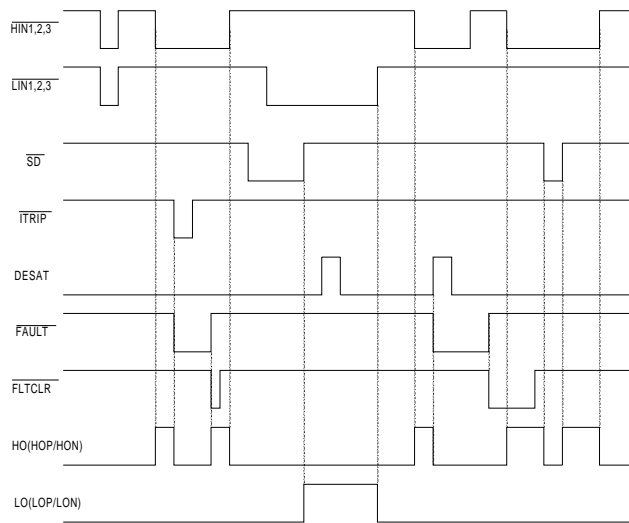 HIN1,2,3
LIN1,2,3
SD
ITRIP
DESAT
FAULT
FLTCLR
HO(HOP/HON)
LO(LOP/LON)